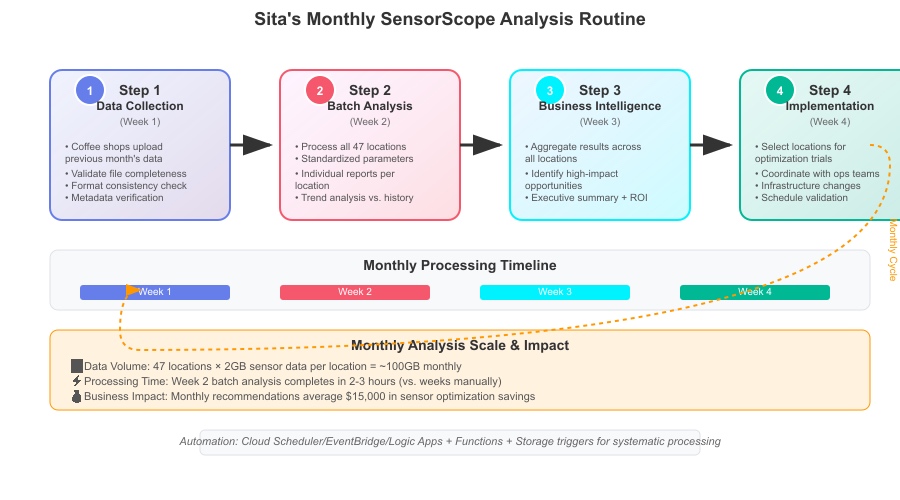 Sita's Monthly SensorScope Analysis Routine
1
Step 1
Data Collection
(Week 1)
• Coffee shops upload
previous month's data
• Validate file completeness
• Format consistency check
• Metadata verification
2
Step 2
Batch Analysis
(Week 2)
• Process all 47 locations
• Standardized parameters
• Individual reports per
location
• Trend analysis vs. history
3
Step 3
Business Intelligence
(Week 3)
• Aggregate results across
all locations
• Identify high-impact
opportunities
• Executive summary + ROI
4
Step 4
Implementation
(Week 4)
• Select locations for
optimization trials
• Coordinate with ops teams
• Infrastructure changes
• Schedule validation
Monthly Cycle
Monthly Processing Timeline
Week 1
Week 2
Week 3
Week 4
Monthly Analysis Scale & Impact
Data Volume: 47 locations × 2GB sensor data per location = ~100GB monthly
Processing Time: Week 2 batch analysis completes in 2-3 hours (vs. weeks manually)
Business Impact: Monthly recommendations average $15,000 in sensor optimization savings
Automation: Cloud Scheduler/EventBridge/Logic Apps + Functions + Storage triggers for systematic processing